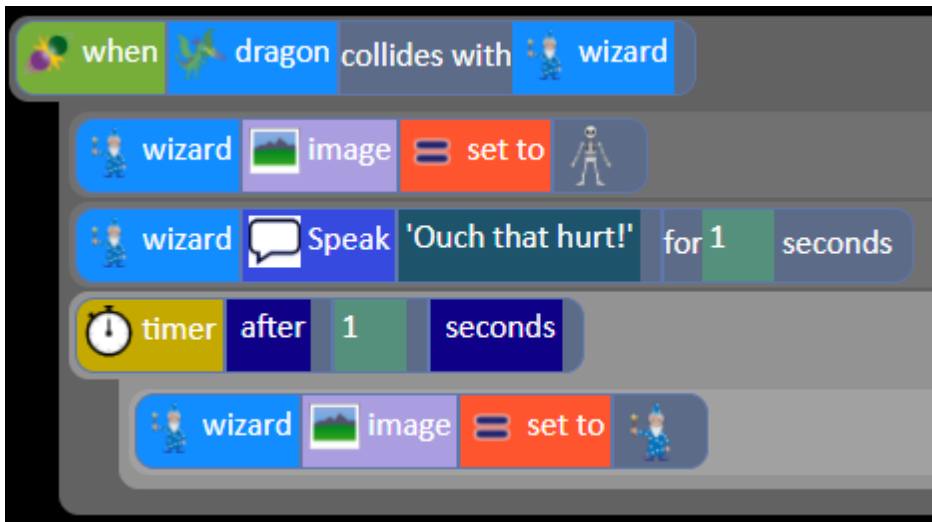 when dragon collides with wizard
wizard image set to
wizard Speak 'Ouch that hurt!' for 1 seconds
timer after 1 seconds
wizard image set to